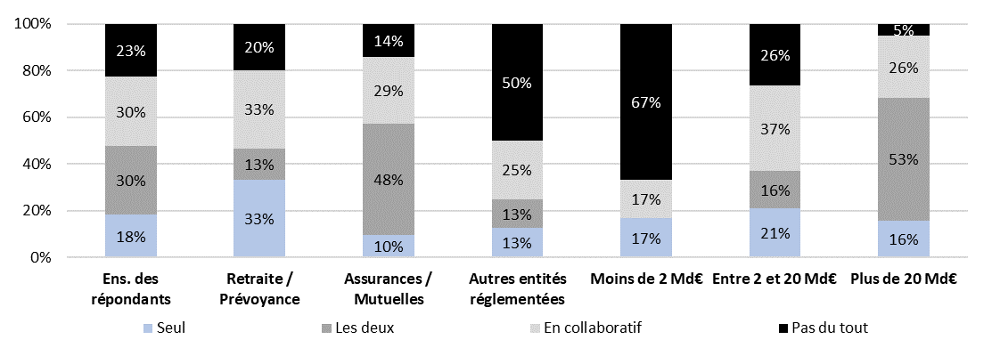 100%
80%
60%
40%
20%
0%
23% 20% 14% 50% 67% 26% 5%
30% 33% 29% 25% 17% 37% 26%
30% 13% 48% 13% 16% 53%
18% 33% 10% 13% 17% 21% 16%
Ens. des répondants
Retraite / Prévoyance
Assurances / Mutuelles
Autres entités réglementées
Moins de 2 Md€
Entre 2 et 20 Md€
Plus de 20 Md€
Seul Les deux En collaboratif Pas du tout